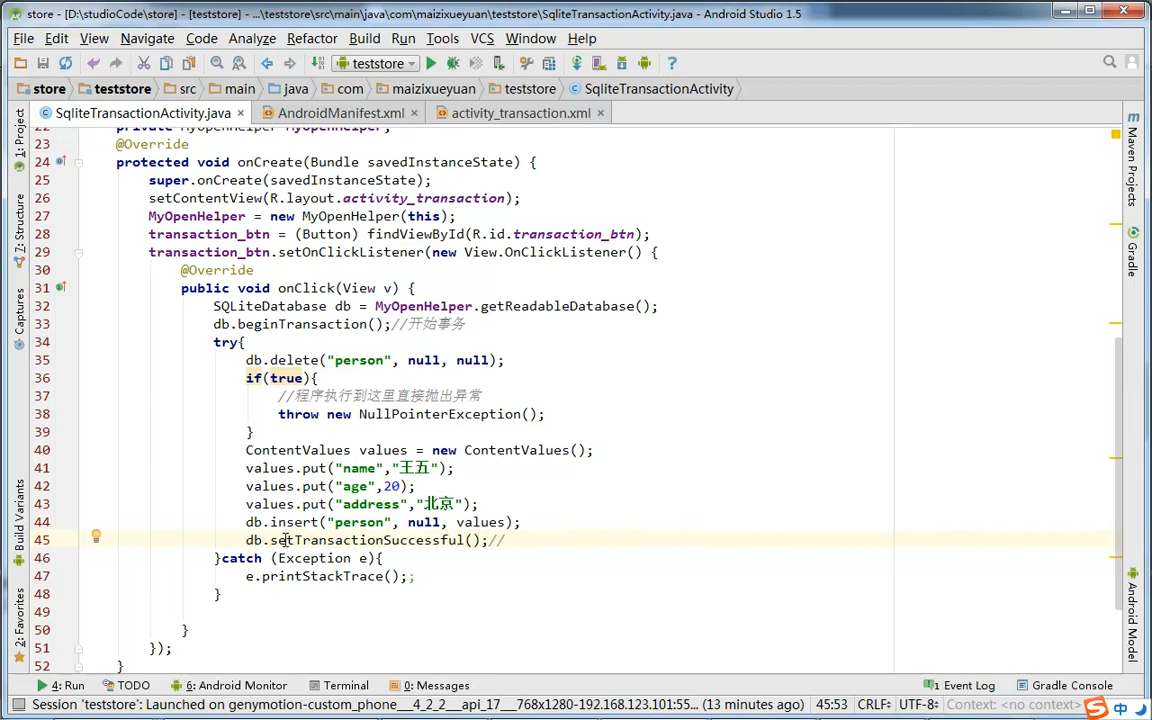 store - [D:\studioCode\store] - [teststore] - ...\teststore\src\main\java\com\maizixueyuan\teststore\SqliteTransactionActivity.java - Android Studio 1.5
File Edit View Navigate Code Analyze Refactor Build Run Tools VCS Window Help
teststore
store teststore src main java com maizixueyuan teststore SqliteTransactionActivity
SqliteTransactionActivity.java AndroidManifest.xml activity_transaction.xml
22 private MyOpenHelper MyOpenHelper;
23 @Override
24 protected void onCreate(Bundle savedInstanceState) {
25 super.onCreate(savedInstanceState);
26 setContentView(R.layout.activity_transaction);
27 MyOpenHelper = new MyOpenHelper(this);
28 transaction_btn = (Button) findViewById(R.id.transaction_btn);
29 transaction_btn.setOnClickListener(new View.OnClickListener() {
30 @Override
31 public void onClick(View v) {
32 SQLiteDatabase db = MyOpenHelper.getReadableDatabase();
33 db.beginTransaction();//开始事务
34 try{
35 db.delete("person", null, null);
36 if(true){
37 //程序执行到这里直接抛出异常
38 throw new NullPointerException();
39 }
40 ContentValues values = new ContentValues();
41 values.put("name","王五");
42 values.put("age",20);
43 values.put("address","北京");
44 db.insert("person", null, values);
45 db.setTransactionSuccessful();//
46 }catch (Exception e){
47 e.printStackTrace();;
48 }
49
50 }
51 });
52 }
1: Project
7: Structure
Captures
Build Variants
2: Favorites
m
Maven Projects
Gradle
Android Model
4: Run TODO 6: Android Monitor Terminal 0: Messages 1 Event Log Gradle Console
Session 'teststore': Launched on genymotion-custom_phone__4_2_2__api_17__768x1280-192.168.123.101:55... (13 minutes ago) 45:53 CRLF UTF-8 Context: <no context>
S 中